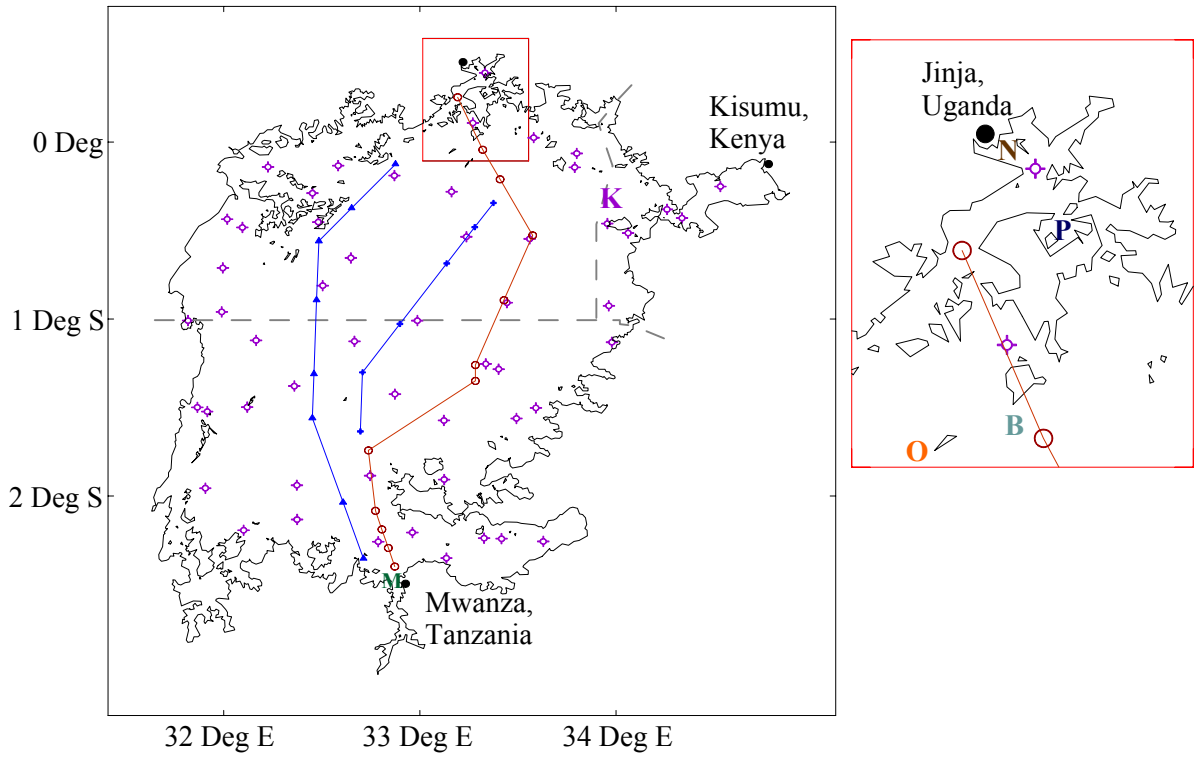 0 Deg
1 Deg S
2 Deg S
32 Deg E
33 Deg E
34 Deg E
Kisumu,
Kenya
K
M
Mwanza,
Tanzania
Jinja,
Uganda
N
P
B
O